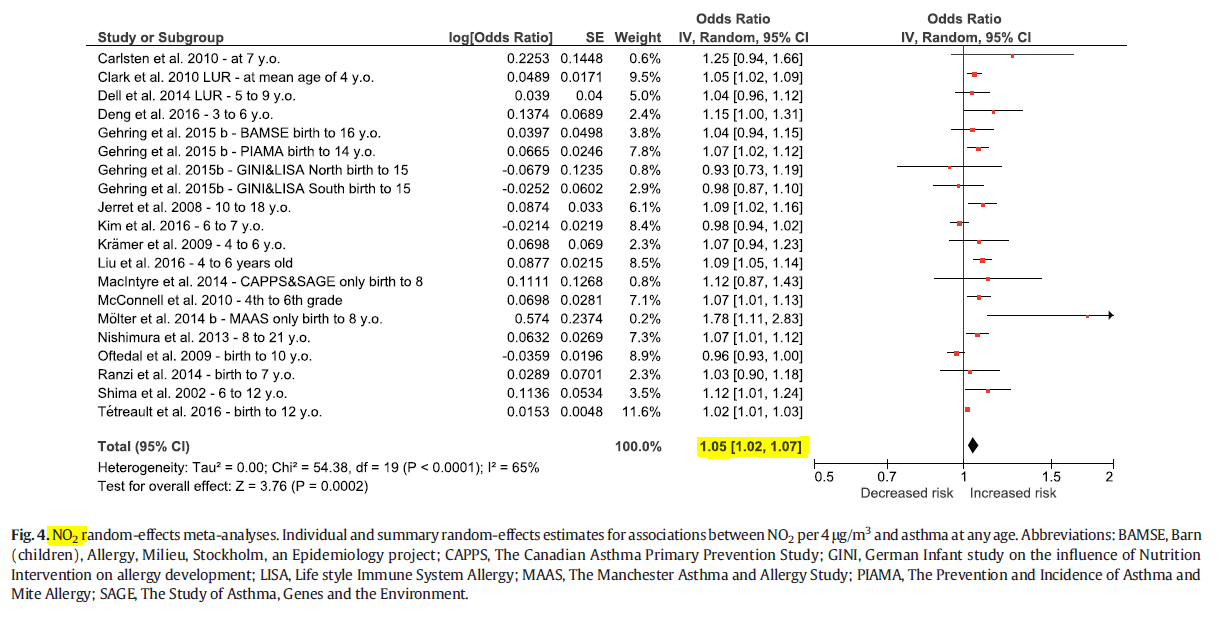 Odds Ratio Odds Ratio
Study or Subgroup log[Odds Ratio] SE Weight IV, Random, 95% CI IV, Random, 95% CI
Carlsten et al. 2010 - at 7 y.o. 0.2253 0.1448 0.6% 1.25 [0.94, 1.66]
Clark et al. 2010 LUR - at mean age of 4 y.o. 0.0489 0.0171 9.5% 1.05 [1.02, 1.09]
Dell et al. 2014 LUR - 5 to 9 y.o. 0.039 0.04 5.0% 1.04 [0.96, 1.12]
Deng et al. 2016 - 3 to 6 y.o. 0.1374 0.0689 2.4% 1.15 [1.00, 1.31]
Gehring et al. 2015 b - BAMSE birth to 16 y.o. 0.0397 0.0498 3.8% 1.04 [0.94, 1.15]
Gehring et al. 2015 b - PIAMA birth to 14 y.o. 0.0665 0.0246 7.8% 1.07 [1.02, 1.12]
Gehring et al. 2015b - GINI&LISA North birth to 15 -0.0679 0.1235 0.8% 0.93 [0.73, 1.19]
Gehring et al. 2015b - GINI&LISA South birth to 15 -0.0252 0.0602 2.9% 0.98 [0.87, 1.10]
Jerret et al. 2008 - 10 to 18 y.o. 0.0874 0.033 6.1% 1.09 [1.02, 1.16]
Kim et al. 2016 - 6 to 7 y.o. -0.0214 0.0219 8.4% 0.98 [0.94, 1.02]
Krämer et al. 2009 - 4 to 6 y.o. 0.0698 0.069 2.3% 1.07 [0.94, 1.23]
Liu et al. 2016 - 4 to 6 years old 0.0877 0.0215 8.5% 1.09 [1.05, 1.14]
MacIntyre et al. 2014 - CAPPS&SAGE only birth to 8 0.1111 0.1268 0.8% 1.12 [0.87, 1.43]
McConnell et al. 2010 - 4th to 6th grade 0.0698 0.0281 7.1% 1.07 [1.01, 1.13]
Mölter et al. 2014 b - MAAS only birth to 8 y.o. 0.574 0.2374 0.2% 1.78 [1.11, 2.83]
Nishimura et al. 2013 - 8 to 21 y.o. 0.0632 0.0269 7.3% 1.07 [1.01, 1.12]
Oftedal et al. 2009 - birth to 10 y.o. -0.0359 0.0196 8.9% 0.96 [0.93, 1.00]
Ranzi et al. 2014 - birth to 7 y.o. 0.0289 0.0701 2.3% 1.03 [0.90, 1.18]
Shima et al. 2002 - 6 to 12 y.o. 0.1136 0.0534 3.5% 1.12 [1.01, 1.24]
Tétreault et al. 2016 - birth to 12 y.o. 0.0153 0.0048 11.6% 1.02 [1.01, 1.03]
Total (95% CI) 100.0% 1.05 [1.02, 1.07]
Heterogeneity: Tau² = 0.00; Chi² = 54.38, df = 19 (P < 0.0001); I² = 65%
Test for overall effect: Z = 3.76 (P = 0.0002)
0.5 0.7 1 1.5 2
Decreased risk Increased risk
Fig. 4. NO₂ random-effects meta-analyses. Individual and summary random-effects estimates for associations between NO₂ per 4 μg/m³ and asthma at any age. Abbreviations: BAMSE, Barn
(children), Allergy, Milieu, Stockholm, an Epidemiology project; CAPPS, The Canadian Asthma Primary Prevention Study; GINI, German Infant study on the influence of Nutrition
Intervention on allergy development; LISA, Life style Immune System Allergy; MAAS, The Manchester Asthma and Allergy Study; PIAMA, The Prevention and Incidence of Asthma and
Mite Allergy; SAGE, The Study of Asthma, Genes and the Environment.